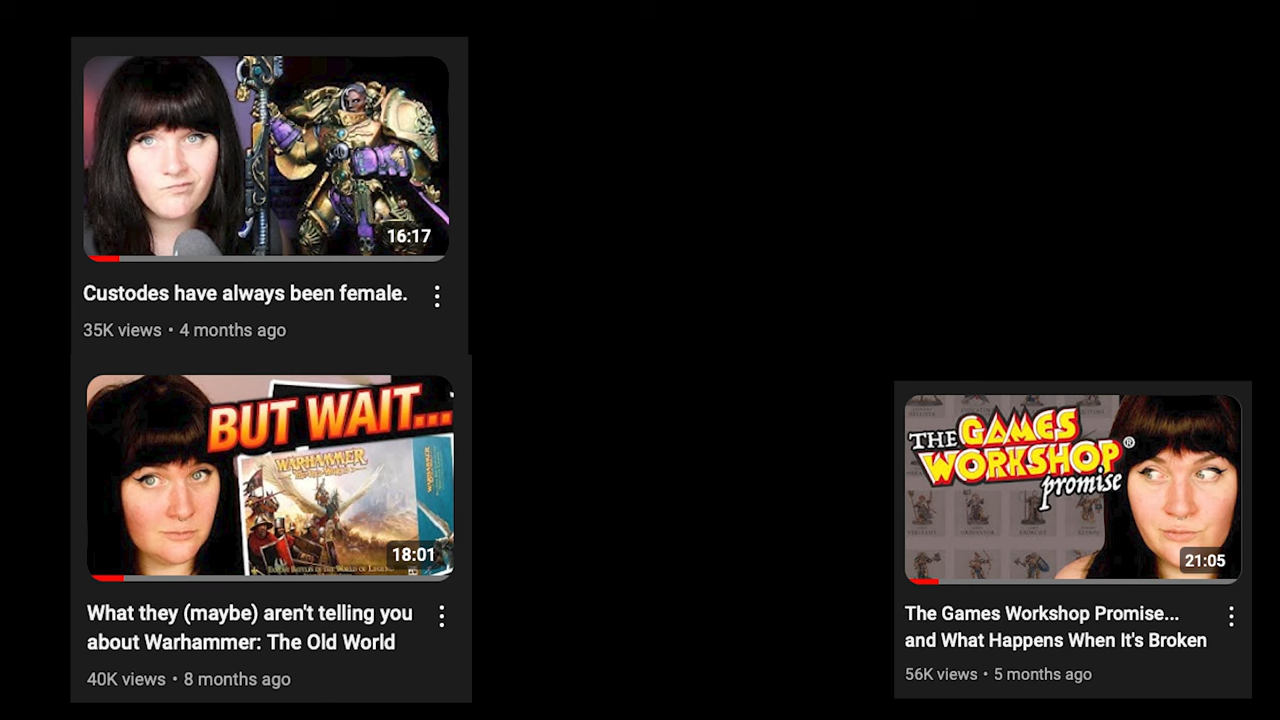 16:17
Custodes have always been female.
35K views • 4 months ago
BUT WAIT...
WARHAMMER
18:01
What they (maybe) aren't telling you
about Warhammer: The Old World
40K views • 8 months ago
THE GAMES
WORKSHOP®
promise
21:05
The Games Workshop Promise...
and What Happens When It's Broken
56K views • 5 months ago